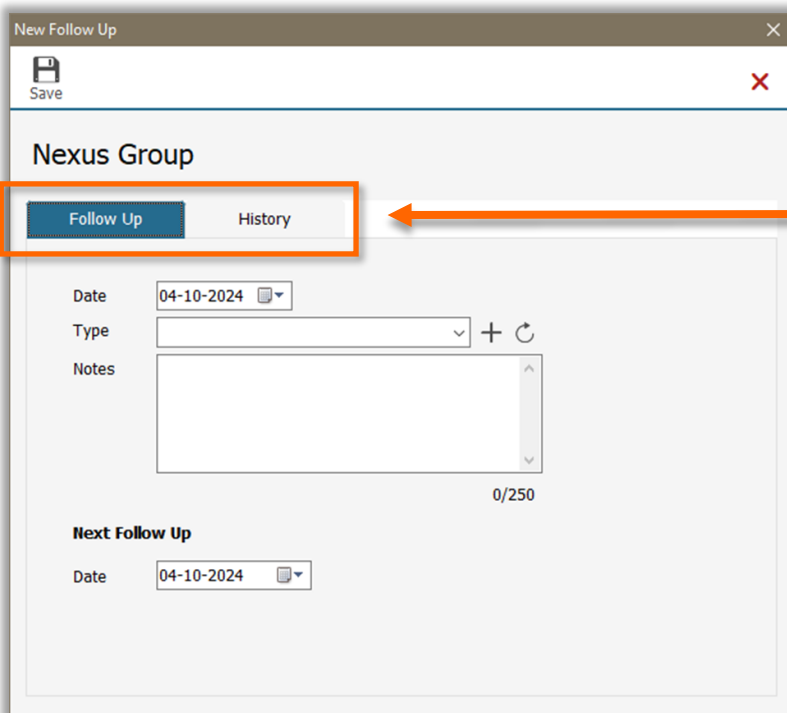 New Follow Up
Save
Nexus Group
Follow Up History
Date 04-10-2024
Type
Notes
0/250
Next Follow Up
Date 04-10-2024